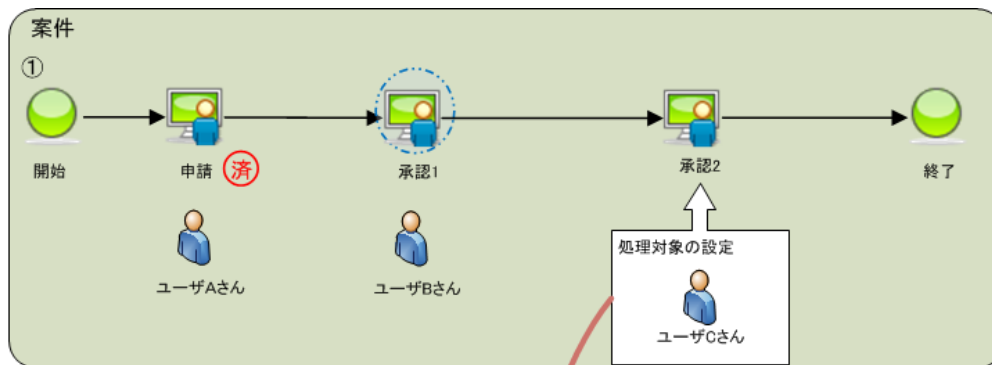 案件
①
開始
申請
済
承認1
承認2
終了
ユーザAさん
ユーザBさん
処理対象の設定
ユーザCさん